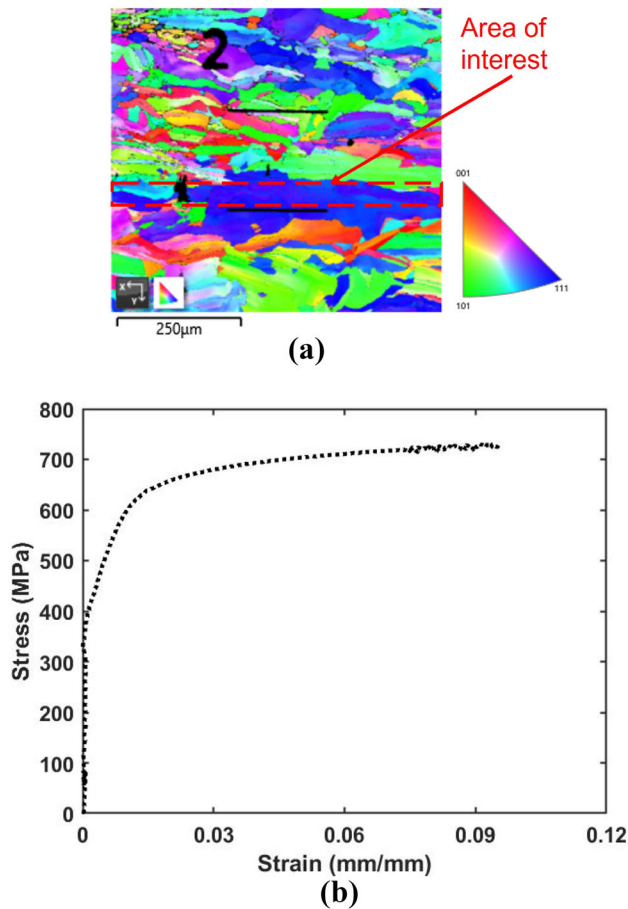 Area of
interest
2
001
101
111
X
Y
250μm
(a)
800
700
600
500
400
300
200
100
0
Stress (MPa)
0
0.03
0.06
0.09
0.12
Strain (mm/mm)
(b)